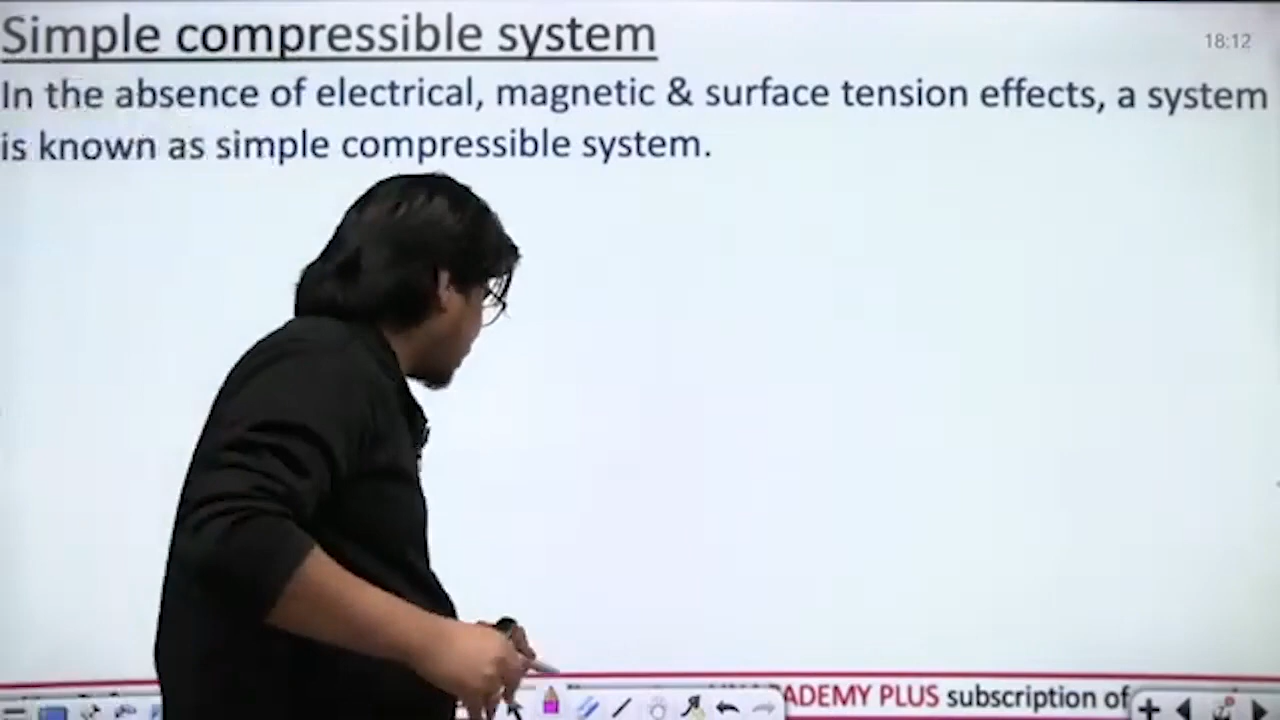 Simple compressible system
18:12
In the absence of electrical, magnetic & surface tension effects, a system
is known as simple compressible system.
ADEMY PLUS subscription of